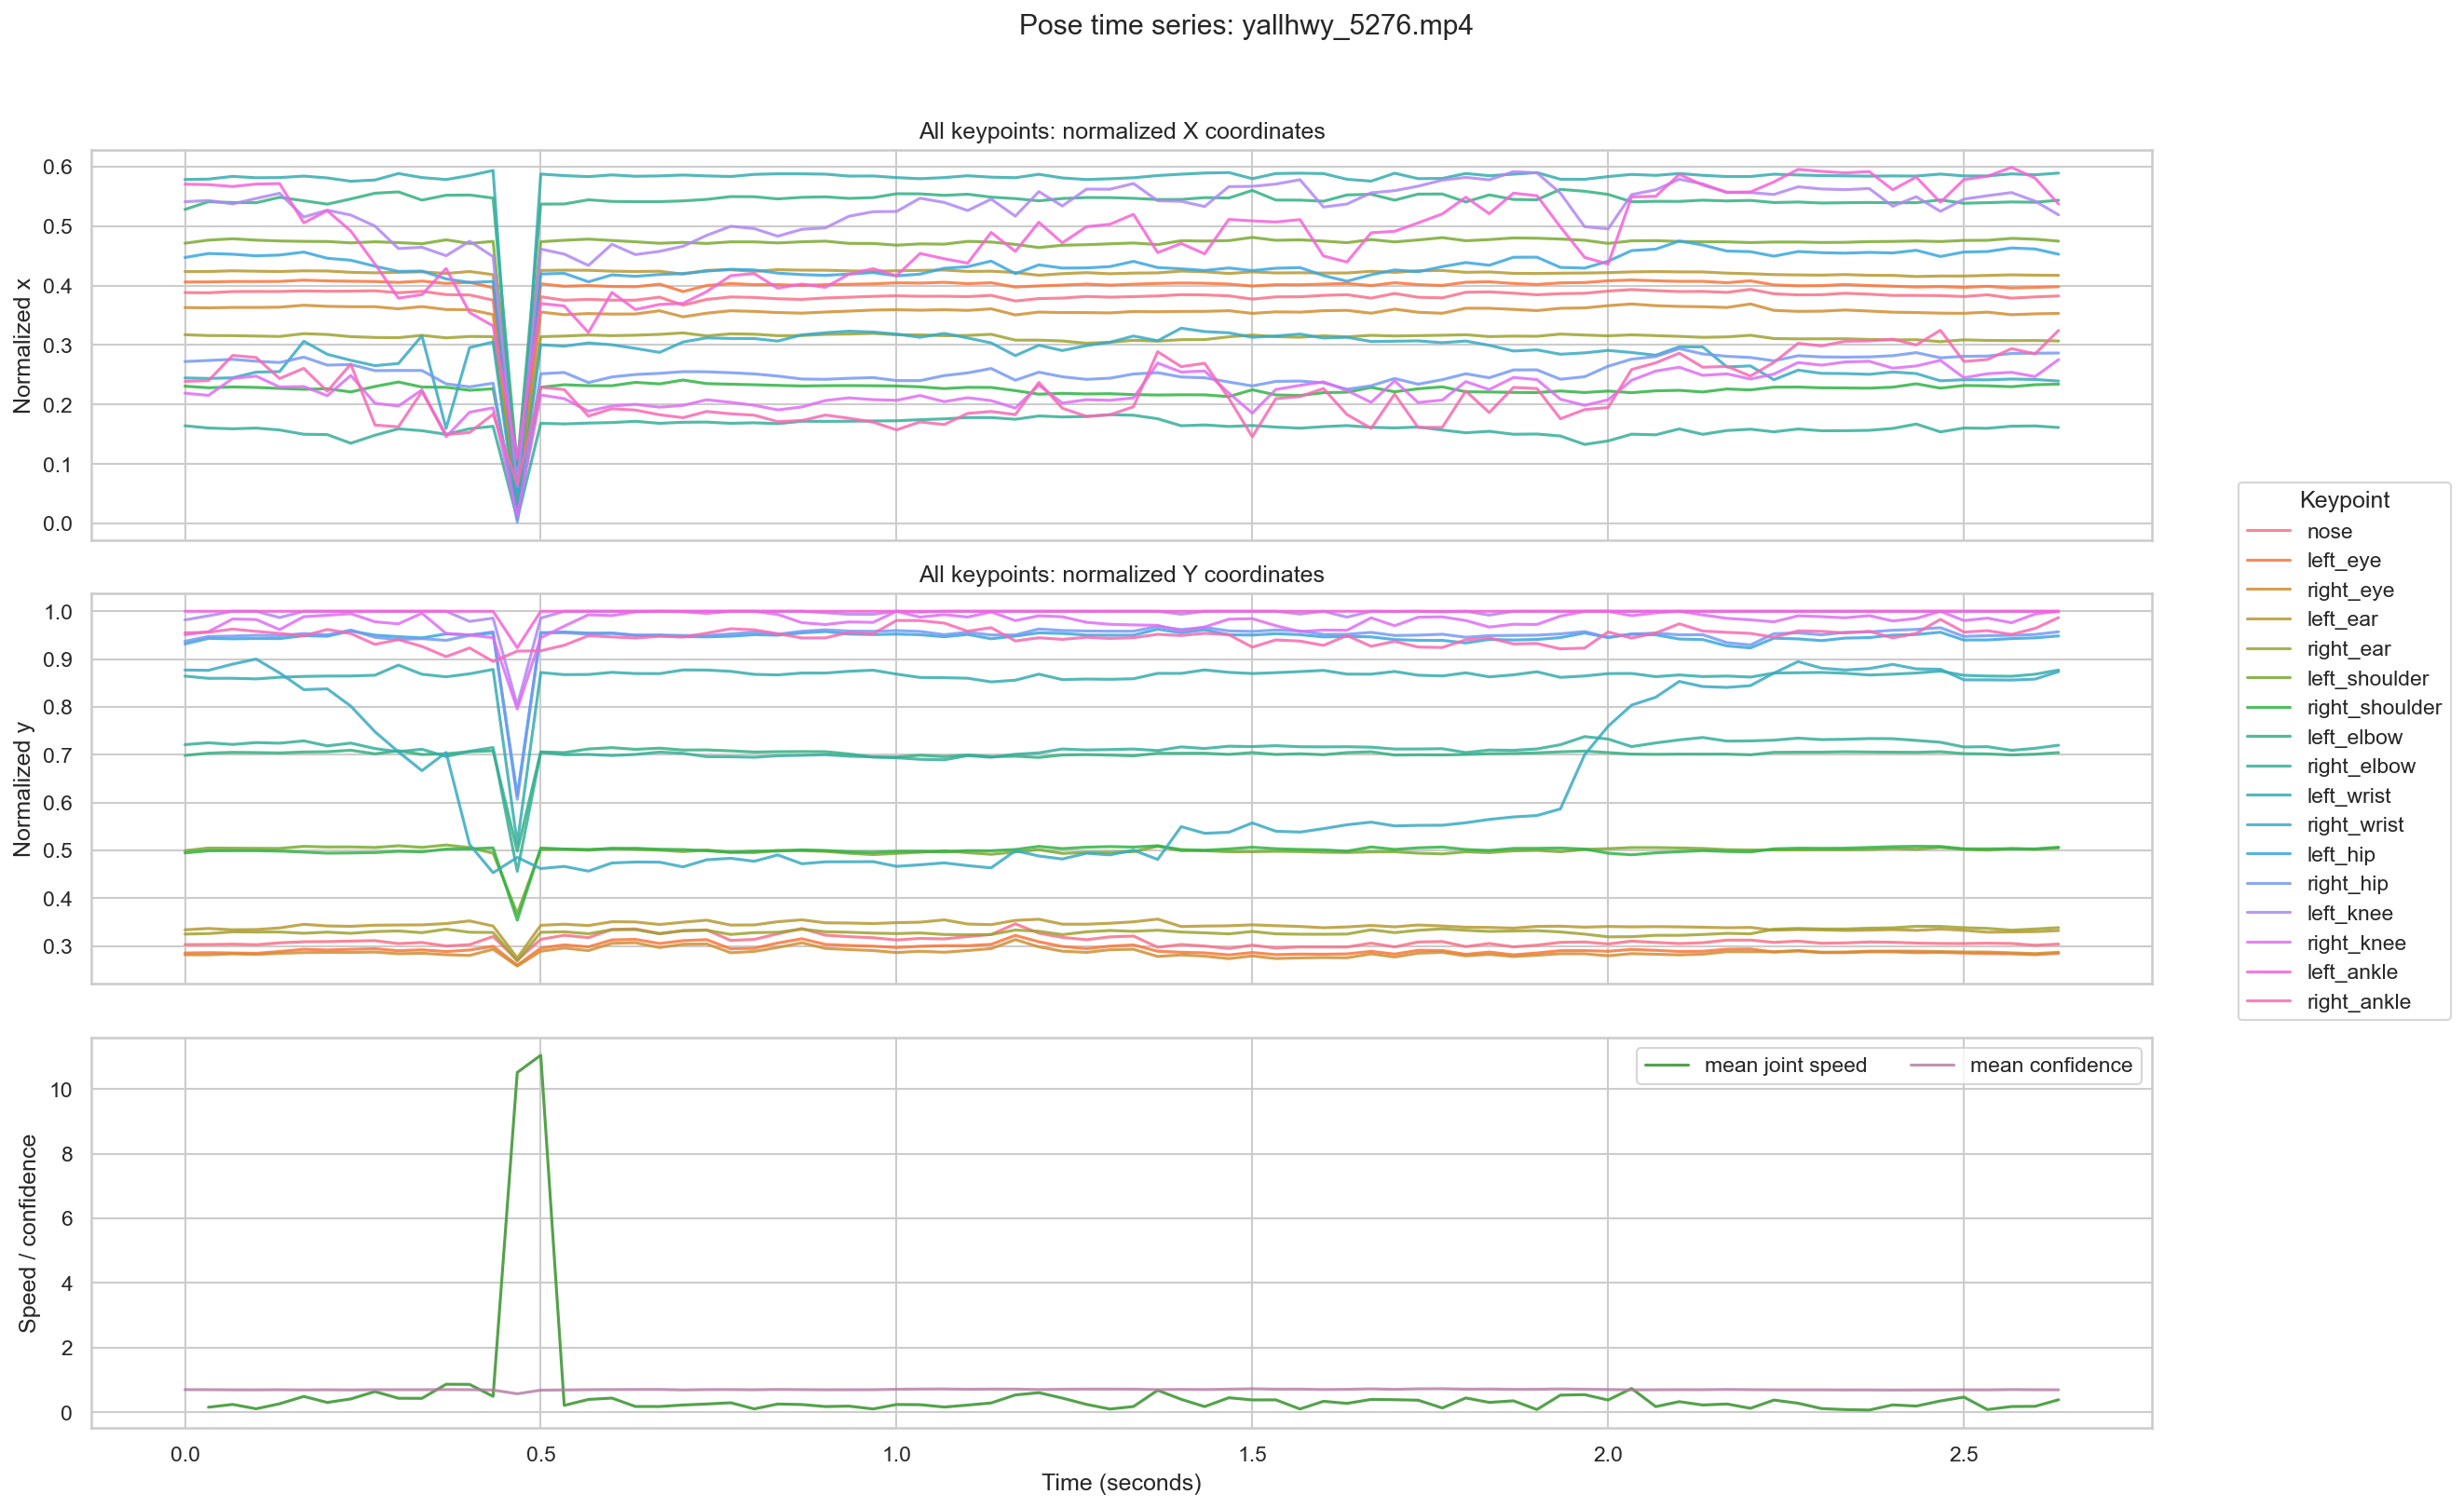 Pose time series: yallhwy_5276.mp4
All keypoints: normalized X coordinates
Normalized x
0.6
0.5
0.4
0.3
0.2
0.1
0.0
All keypoints: normalized Y coordinates
Normalized y
1.0
0.9
0.8
0.7
0.6
0.5
0.4
0.3
Keypoint
nose
left_eye
right_eye
left_ear
right_ear
left_shoulder
right_shoulder
left_elbow
right_elbow
left_wrist
right_wrist
left_hip
right_hip
left_knee
right_knee
left_ankle
right_ankle
mean joint speed mean confidence
Speed / confidence
10
8
6
4
2
0
0.0 0.5 1.0 1.5 2.0 2.5
Time (seconds)